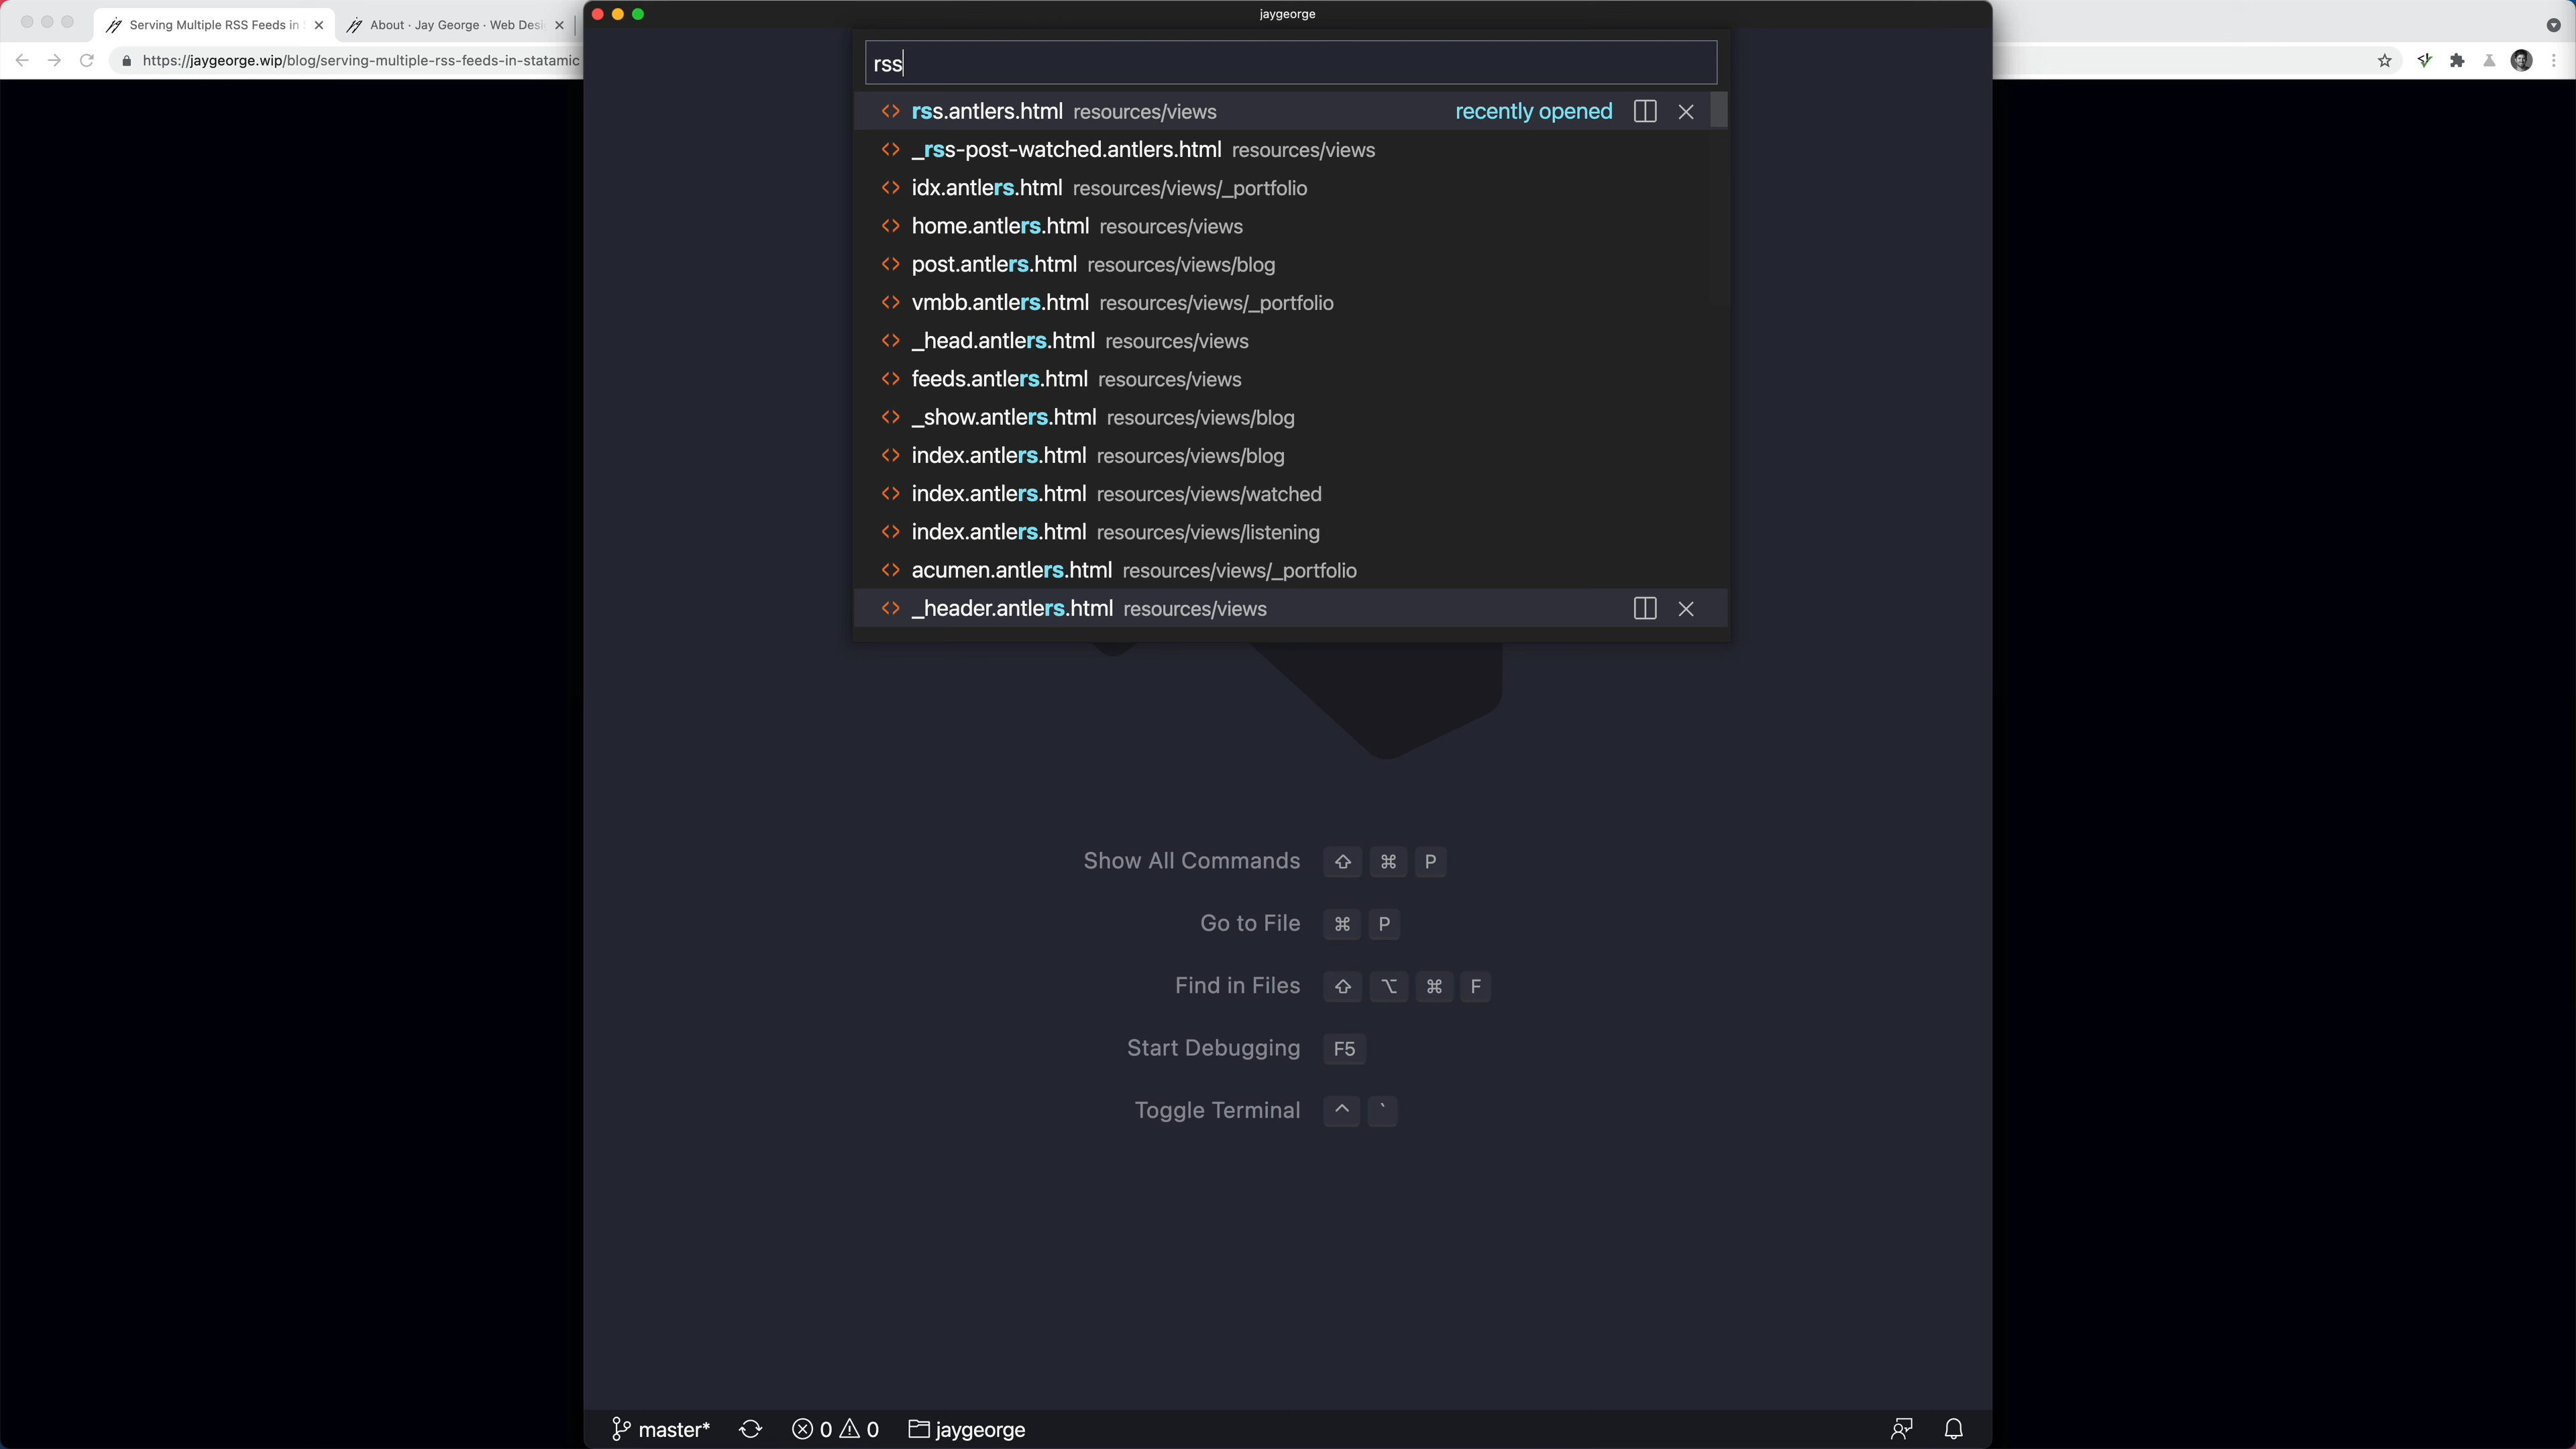 Serving Multiple RSS Feeds in
About · Jay George · Web Desi
jaygeorge
https://jaygeorge.wip/blog/serving-multiple-rss-feeds-in-statamic
rss
rss.antlers.html resources/views recently opened
_rss-post-watched.antlers.html resources/views
idx.antlers.html resources/views/_portfolio
home.antlers.html resources/views
post.antlers.html resources/views/blog
vmbb.antlers.html resources/views/_portfolio
_head.antlers.html resources/views
feeds.antlers.html resources/views
_show.antlers.html resources/views/blog
index.antlers.html resources/views/blog
index.antlers.html resources/views/watched
index.antlers.html resources/views/listening
acumen.antlers.html resources/views/_portfolio
_header.antlers.html resources/views
Show All Commands ⇧ ⌘ P
Go to File ⌘ P
Find in Files ⇧ ⌥ ⌘ F
Start Debugging F5
Toggle Terminal ^ `
master* 0 0 jaygeorge